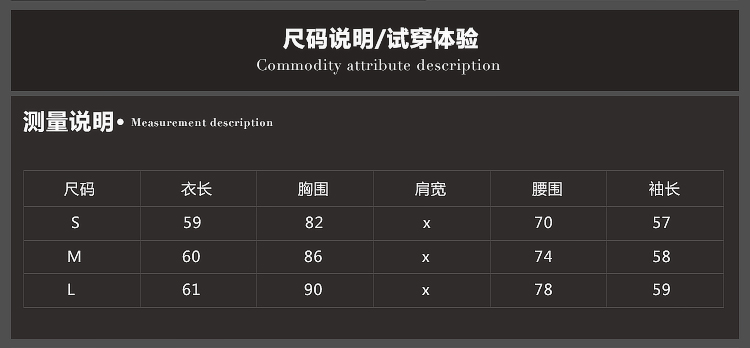 尺码说明/试穿体验
Commodity attribute description
测量说明• Measurement description
尺码 衣长 胸围 肩宽 腰围 袖长
S 59 82 x 70 57
M 60 86 x 74 58
L 61 90 x 78 59